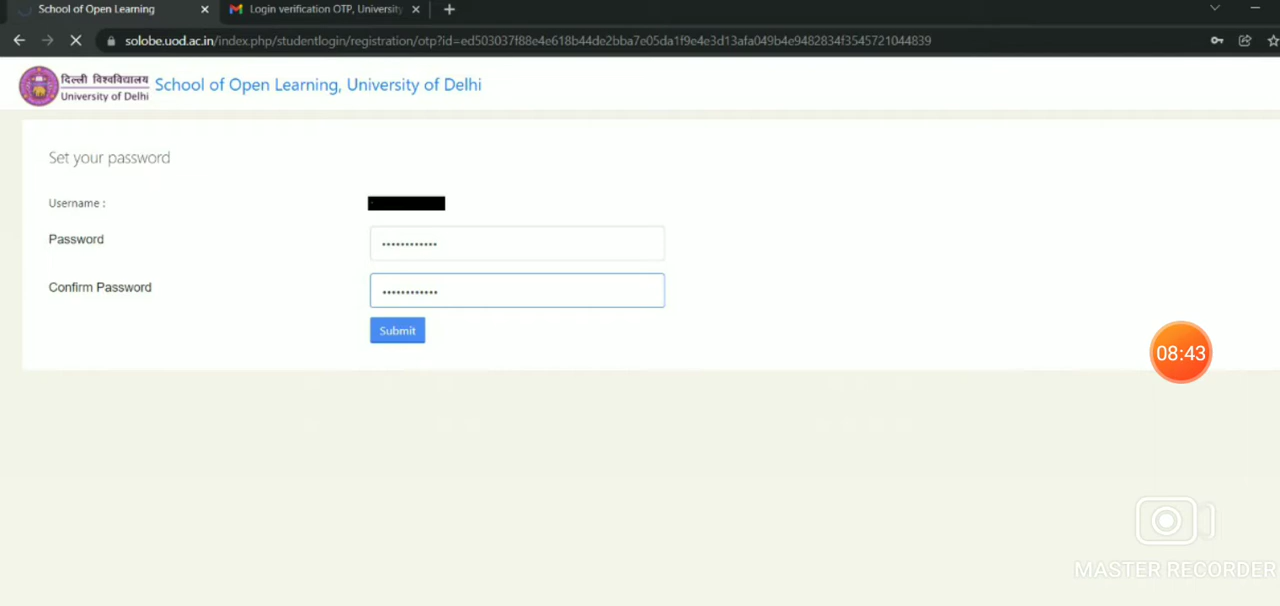 School of Open Learning
Login verification OTP, University
solobe.uod.ac.in/index.php/studentlogin/registration/otp?id=ed503037f88e4e618b44de2bba7e05da1f9e4e3d13afa049b4e9482834f3545721044839
दिल्ली विश्वविद्यालय
University of Delhi
School of Open Learning, University of Delhi
Set your password
Username :
Password
Confirm Password
Submit
08:43
MASTER RECORDER